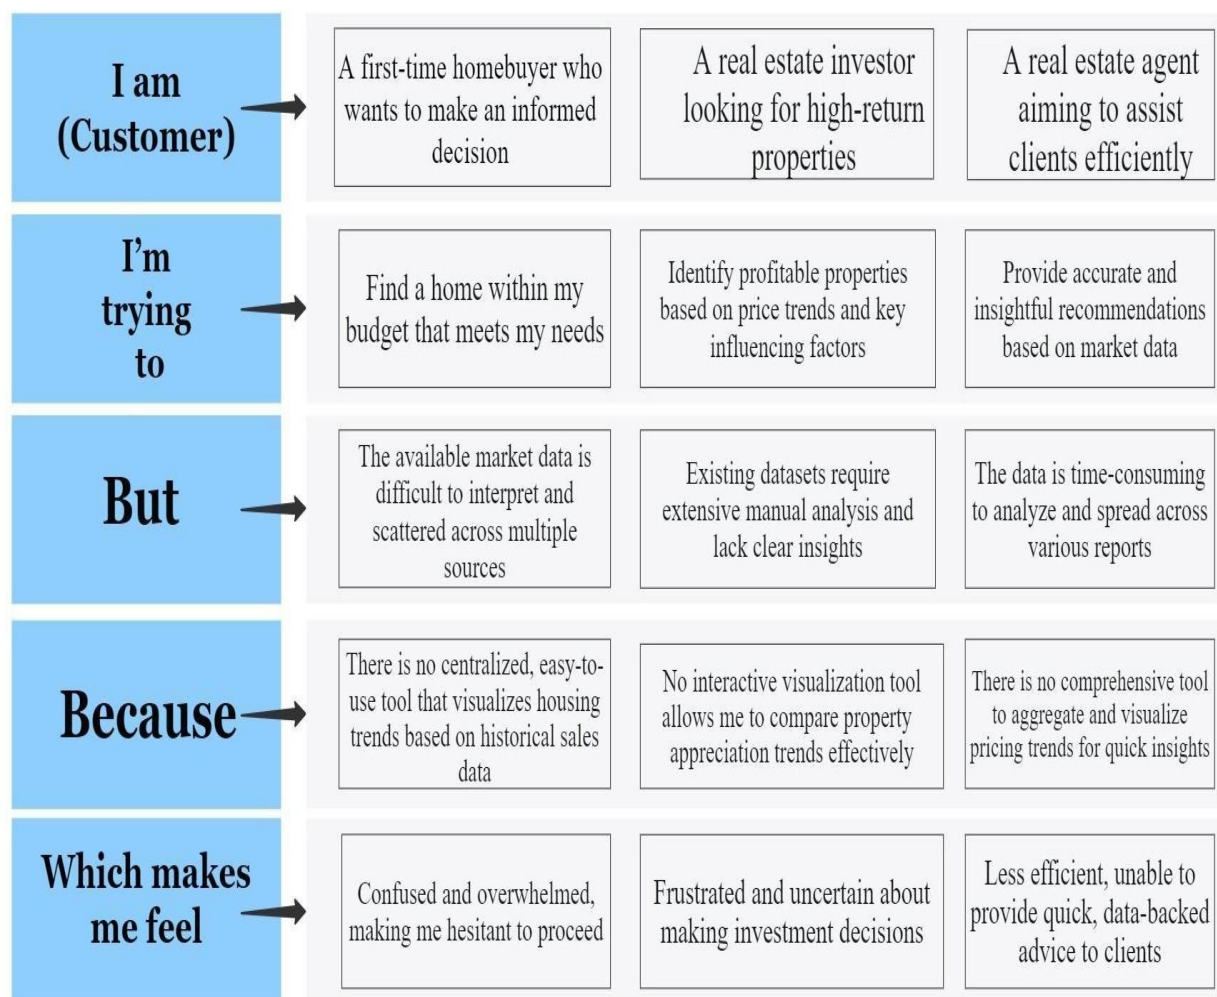 I am
(Customer)
A first-time homebuyer who
wants to make an informed
decision
A real estate investor
looking for high-return
properties
A real estate agent
aiming to assist
clients efficiently
I’m
trying
to
Find a home within my
budget that meets my needs
Identify profitable properties
based on price trends and key
influencing factors
Provide accurate and
insightful recommendations
based on market data
But
The available market data is
difficult to interpret and
scattered across multiple
sources
Existing datasets require
extensive manual analysis and
lack clear insights
The data is time-consuming
to analyze and spread across
various reports
Because
There is no centralized, easy-to-
use tool that visualizes housing
trends based on historical sales
data
No interactive visualization tool
allows me to compare property
appreciation trends effectively
There is no comprehensive tool
to aggregate and visualize
pricing trends for quick insights
Which makes
me feel
Confused and overwhelmed,
making me hesitant to proceed
Frustrated and uncertain about
making investment decisions
Less efficient, unable to
provide quick, data-backed
advice to clients